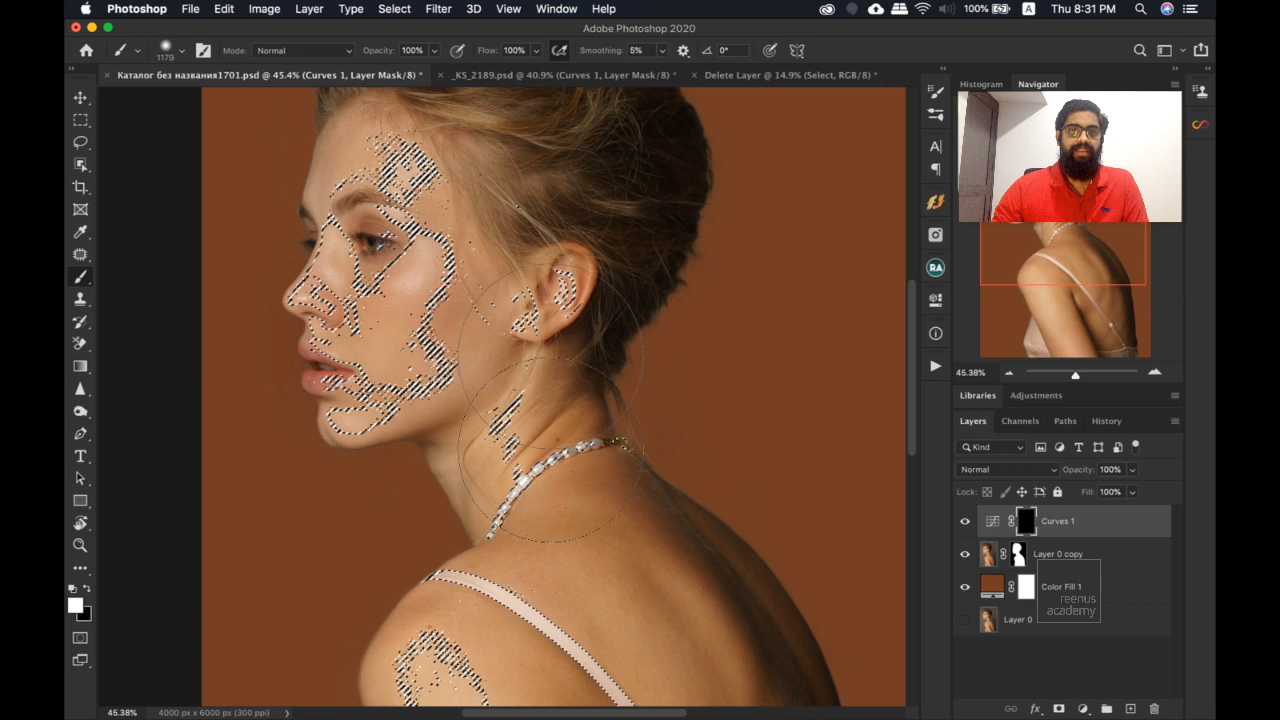 Photoshop File Edit Image Layer Type Select Filter 3D View Window Help 100% A Thu 8:31 PM
Adobe Photoshop 2020
1179 Mode: Normal Opacity: 100% Flow: 100% Smoothing: 5% 0°
Каталог без названия1701.psd @ 45.4% (Curves 1, Layer Mask/8) * _KS_2189.psd @ 40.9% (Curves 1, Layer Mask/8) * Delete Layer @ 14.9% (Select, RGB/8) *
Histogram Navigator
RA
45.38%
Libraries Adjustments
Layers Channels Paths History
Kind
Normal Opacity: 100%
Lock: Fill: 100%
Curves 1
Layer 0 copy
Color Fill 1
reenus
academy
Layer 0
45.38% 4000 px x 6000 px (300 ppi)
fx